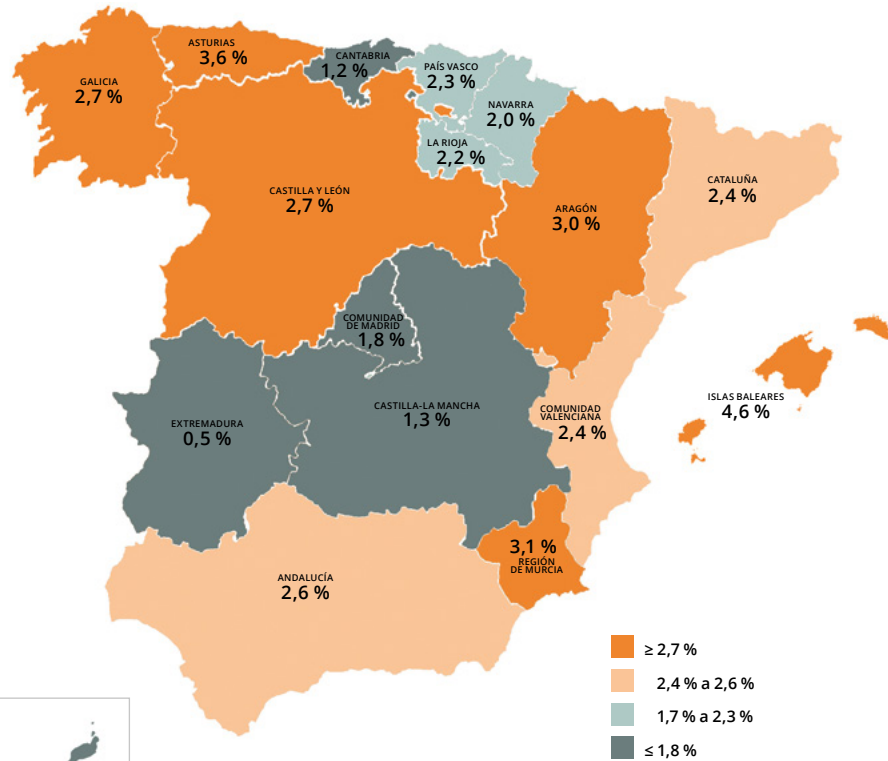 ASTURIAS
3,6 %
CANTABRIA
1,2 %
PAÍS VASCO
2,3 %
GALICIA
2,7 %
NAVARRA
2,0 %
LA RIOJA
2,2 %
CATALUÑA
2,4 %
CASTILLA Y LEÓN
2,7 %
ARAGÓN
3,0 %
COMUNIDAD
DE MADRID
1,8 %
ISLAS BALEARES
4,6 %
CASTILLA-LA MANCHA
1,3 %
COMUNIDAD
VALENCIANA
2,4 %
EXTREMADURA
0,5 %
3,1 %
REGIÓN
DE MURCIA
ANDALUCÍA
2,6 %
≥ 2,7 %
2,4 % a 2,6 %
1,7 % a 2,3 %
≤ 1,8 %